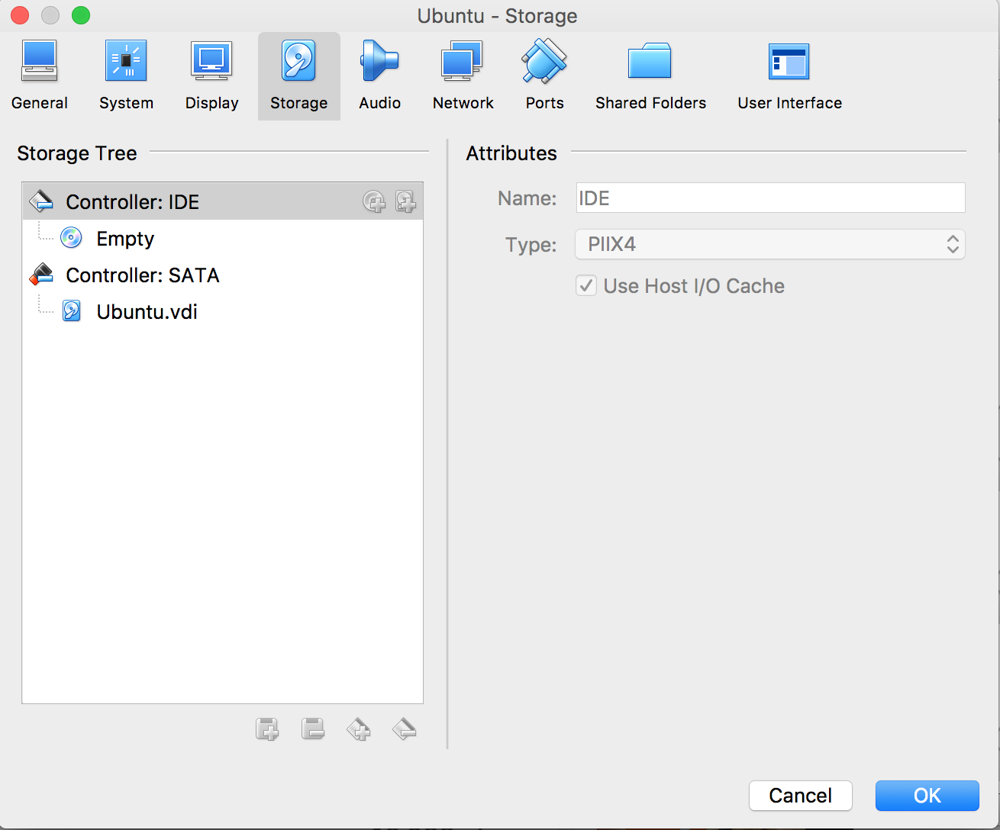 Ubuntu - Storage
General System Display Storage Audio Network Ports Shared Folders User Interface
Storage Tree
Controller: IDE
Empty
Controller: SATA
Ubuntu.vdi
Attributes
Name: IDE
Type: PIIX4
Use Host I/O Cache
Cancel OK